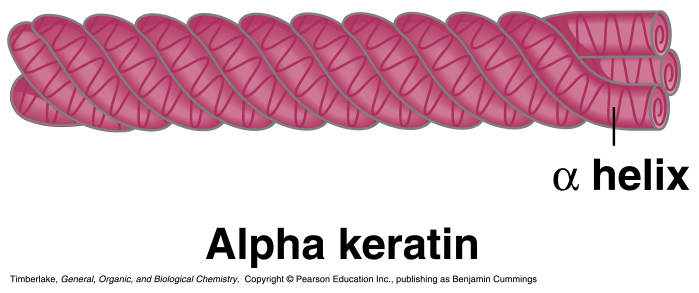 α helix
Alpha keratin
Timberlake, General, Organic, and Biological Chemistry. Copyright © Pearson Education Inc., publishing as Benjamin Cummings